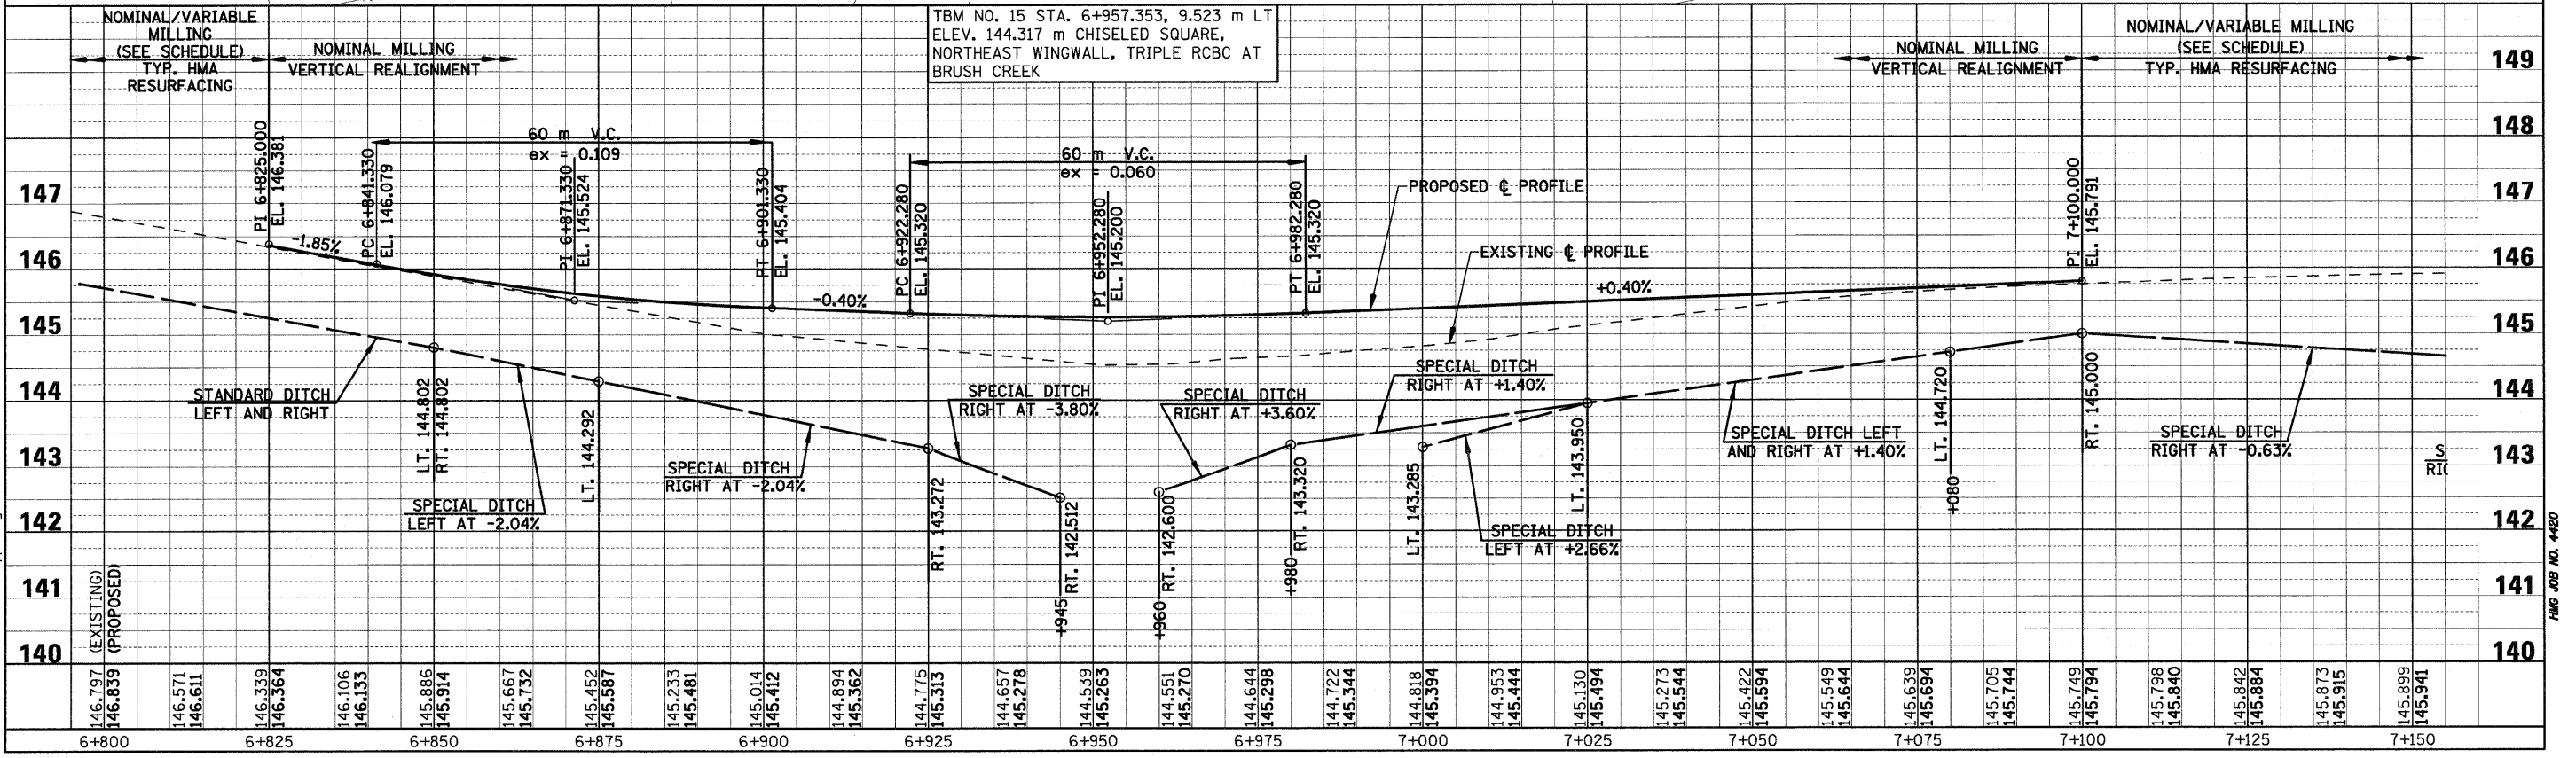 NOMINAL/VARIABLE
MILLING
(SEE SCHEDULE)
TYP. HMA
RESURFACING
NOMINAL MILLING
VERTICAL REALIGNMENT
TBM NO. 15 STA. 6+957.353, 9.523 m LT
ELEV. 144.317 m CHISELED SQUARE,
NORTHEAST WINGWALL, TRIPLE RCBC AT
BRUSH CREEK
NOMINAL MILLING
VERTICAL REALIGNMENT
NOMINAL/VARIABLE MILLING
(SEE SCHEDULE)
TYP. HMA RESURFACING
149
148
147
147
146
146
145
145
144
144
143
143
142
142
141
141
140
140
PI 6+825.000
EL. 146.381
-1.85%
PC 6+841.330
EL. 146.079
60 m V.C.
ex = 0.109
PI 6+871.330
EL. 145.524
PT 6+901.330
EL. 145.404
-0.40%
PC 6+922.280
EL. 145.320
60 m V.C.
ex = 0.060
PI 6+952.280
EL. 145.200
PT 6+982.280
EL. 145.320
PROPOSED ℄ PROFILE
EXISTING ℄ PROFILE
+0.40%
PI 7+100.000
EL. 145.791
STANDARD DITCH
LEFT AND RIGHT
LT. 144.802
RT. 144.802
SPECIAL DITCH
LEFT AT -2.04%
LT. 144.292
SPECIAL DITCH
RIGHT AT -2.04%
RT. 143.272
SPECIAL DITCH
RIGHT AT -3.80%
+945
RT. 142.512
+960
RT. 142.600
SPECIAL DITCH
RIGHT AT +3.60%
+980
RT. 143.320
SPECIAL DITCH
RIGHT AT +1.40%
LT. 143.285
SPECIAL DITCH
LEFT AT +2.66%
LT. 143.950
SPECIAL DITCH LEFT
AND RIGHT AT +1.40%
+080
LT. 144.720
RT. 145.000
SPECIAL DITCH
RIGHT AT -0.63%
S
RIC
HMG JOB NO. 4420
(EXISTING)
(PROPOSED)
146.797
146.839
146.571
146.611
146.339
146.364
146.106
146.133
145.886
145.914
145.667
145.732
145.452
145.587
145.233
145.481
145.014
145.412
144.894
145.362
144.775
145.313
144.657
145.278
144.539
145.263
144.551
145.270
144.644
145.298
144.722
145.344
144.818
145.394
144.953
145.444
145.130
145.494
145.273
145.544
145.422
145.594
145.549
145.644
145.639
145.694
145.705
145.744
145.749
145.794
145.798
145.840
145.842
145.884
145.873
145.915
145.899
145.941
6+800
6+825
6+850
6+875
6+900
6+925
6+950
6+975
7+000
7+025
7+050
7+075
7+100
7+125
7+150